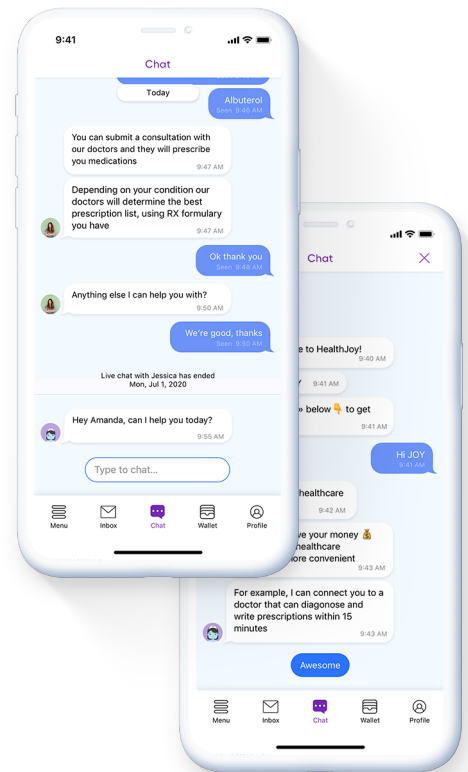 9:41
Chat
Today
Albuterol
Seen 9:46 AM
You can submit a consultation with
our doctors and they will prescribe
you medications
9:47 AM
Depending on your condition our
doctors will determine the best
prescription list, using RX formulary
you have
9:47 AM
Ok thank you
Seen 9:48 AM
Anything else I can help you with?
9:50 AM
We're good, thanks
Seen 9:50 AM
Live chat with Jessica has ended
Mon, Jul 1, 2020
Hey Amanda, can I help you today?
9:55 AM
Type to chat...
Menu Inbox Chat Wallet Profile
Chat
e to HealthJoy!
9:40 AM
9:41 AM
» below 👇 to get
9:41 AM
Hi JOY
9:41 AM
healthcare
9:42 AM
ve your money 💰
healthcare
ore convenient
9:43 AM
For example, I can connect you to a
doctor that can diagonose and
write prescriptions within 15
minutes
9:43 AM
Awesome
Menu Inbox Chat Wallet Profile